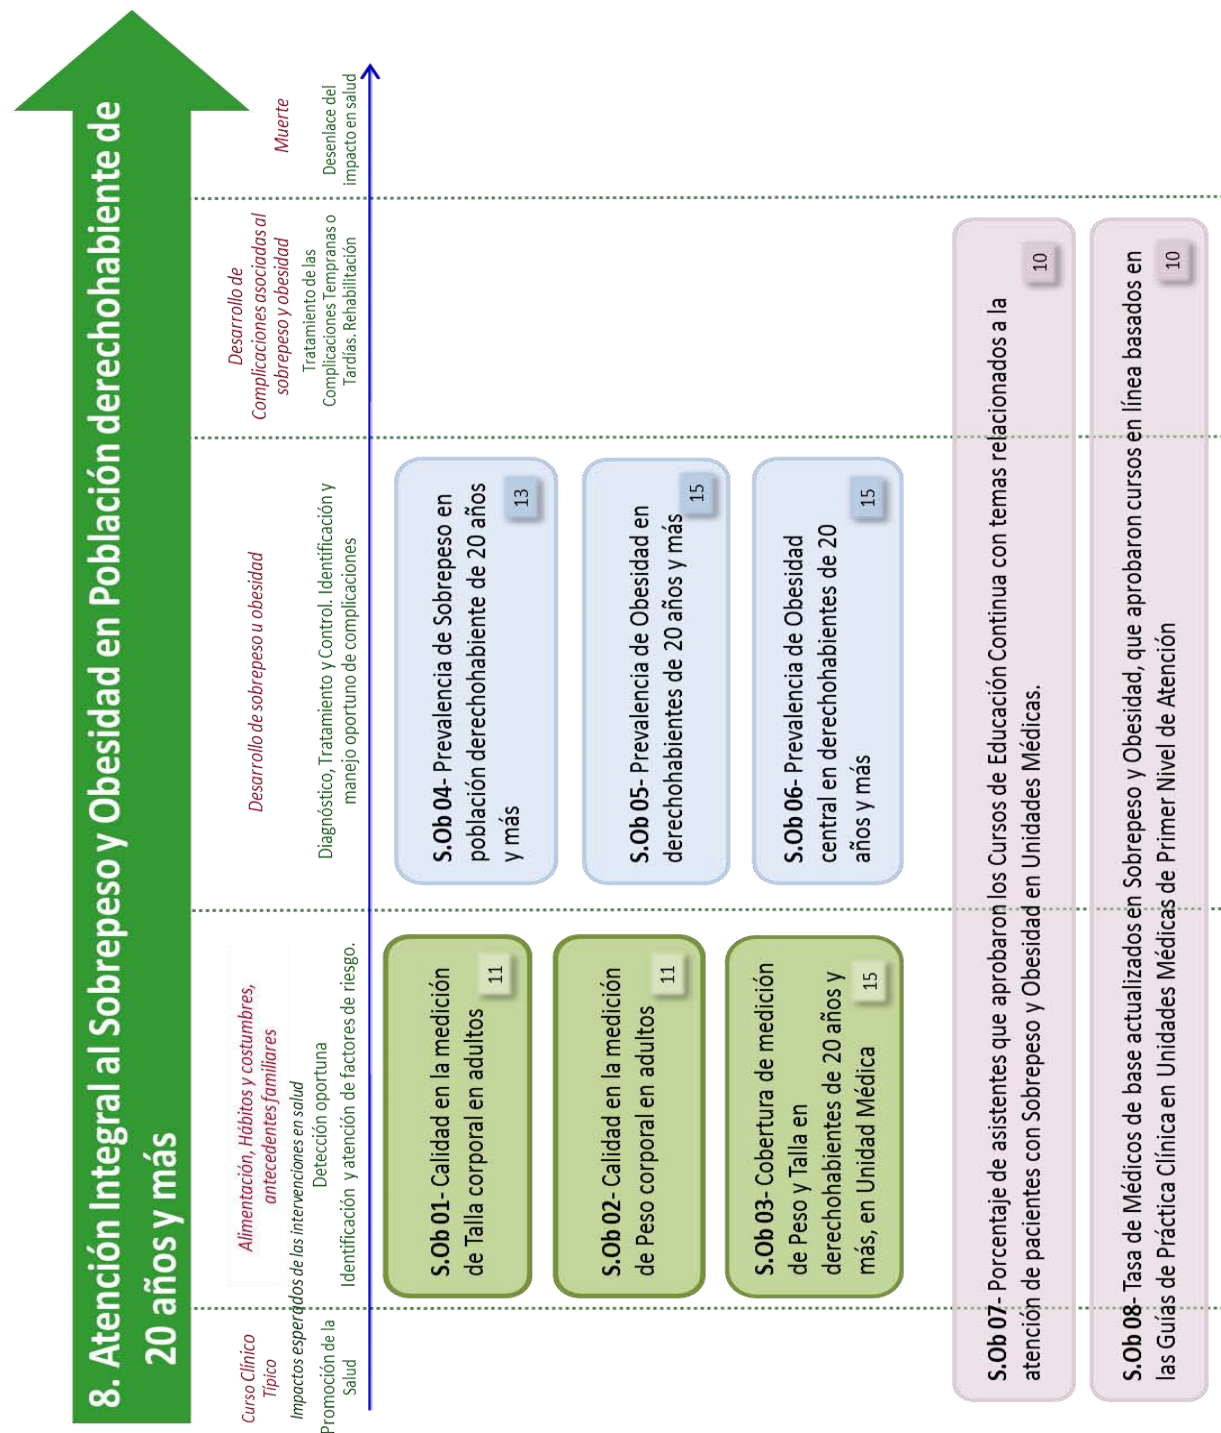 8. Atención Integral al Sobrepeso y Obesidad en Población derechohabiente de
20 años y más
Curso Clínico
Típico
Alimentación, Hábitos y costumbres,
antecedentes familiares
Desarrollo de sobrepeso u obesidad
Desarrollo de
Complicaciones asociadas al
sobrepeso y obesidad
Muerte
Impactos esperados de las intervenciones en salud
Promoción de la
Salud
Detección oportuna
Identificación y atención de factores de riesgo.
Diagnóstico, Tratamiento y Control. Identificación y
manejo oportuno de complicaciones
Tratamiento de las
Complicaciones Tempranas o
Tardías. Rehabilitación
Desenlace del
impacto en salud
S.Ob 01- Calidad en la medición
de Talla corporal en adultos
11
S.Ob 02- Calidad en la medición
de Peso corporal en adultos
11
S.Ob 03- Cobertura de medición
de Peso y Talla en
derechohabientes de 20 años y
más, en Unidad Médica
15
S.Ob 04- Prevalencia de Sobrepeso en
población derechohabiente de 20 años
y más
13
S.Ob 05- Prevalencia de Obesidad en
derechohabientes de 20 años y más
15
S.Ob 06- Prevalencia de Obesidad
central en derechohabientes de 20
años y más
15
S.Ob 07- Porcentaje de asistentes que aprobaron los Cursos de Educación Continua con temas relacionados a la
atención de pacientes con Sobrepeso y Obesidad en Unidades Médicas.
10
S.Ob 08- Tasa de Médicos de base actualizados en Sobrepeso y Obesidad, que aprobaron cursos en línea basados en
las Guías de Práctica Clínica en Unidades Médicas de Primer Nivel de Atención
10